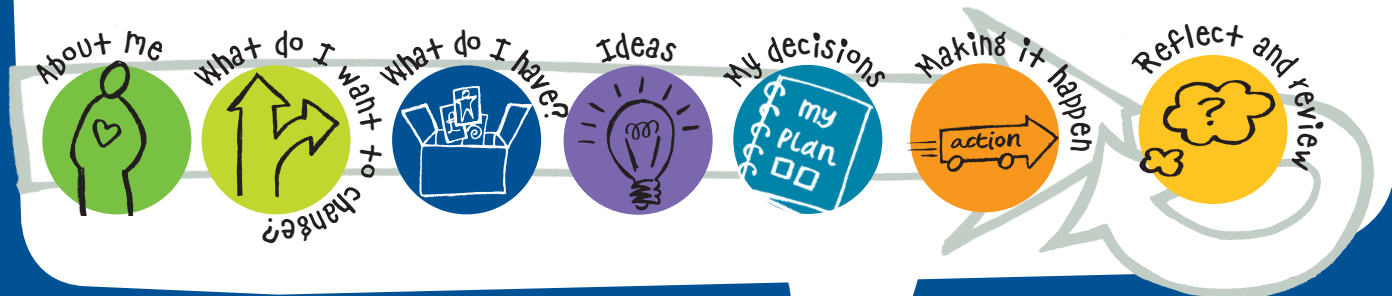 About me
What do I want to change?
What do I have?
Ideas
My decisions
my
plan
Making it happen
action
Reflect and review
?